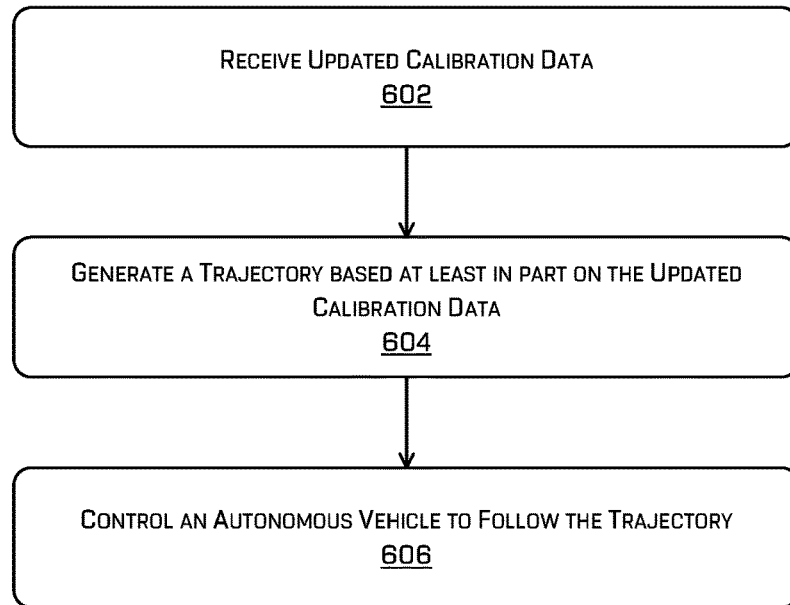 Receive Updated Calibration Data
602
Generate a Trajectory based at least in part on the Updated
Calibration Data
604
Control an Autonomous Vehicle to Follow the Trajectory
606